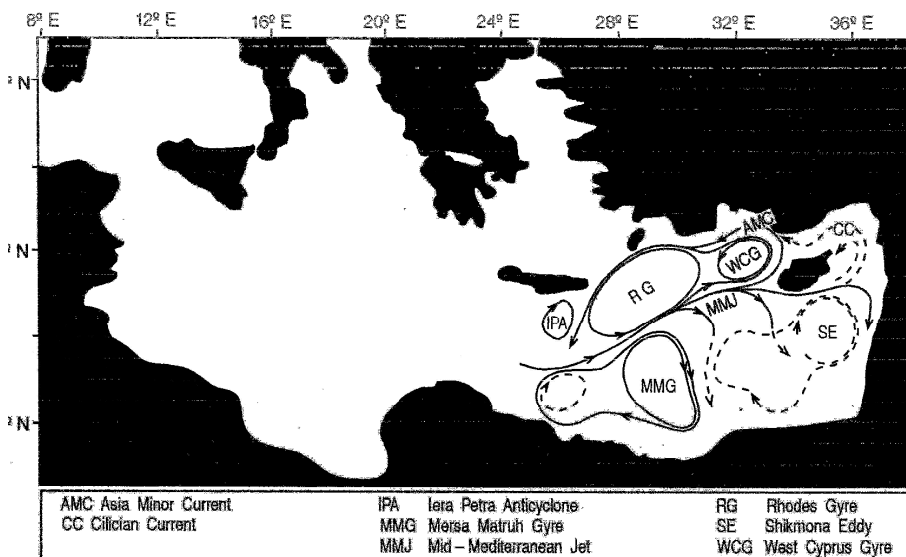 8º E 12º E 16º E 20º E 24º E 28º E 32º E 36º E
º N
AMC
CC
WCG
º N
RG
MMJ
IPA
SE
MMG
º N
AMC Asia Minor Current
CC Cilician Current
IPA Iera Petra Anticyclone
MMG Mersa Matruh Gyre
MMJ Mid-Mediterranean Jet
RG Rhodes Gyre
SE Shikmona Eddy
WCG West Cyprus Gyre